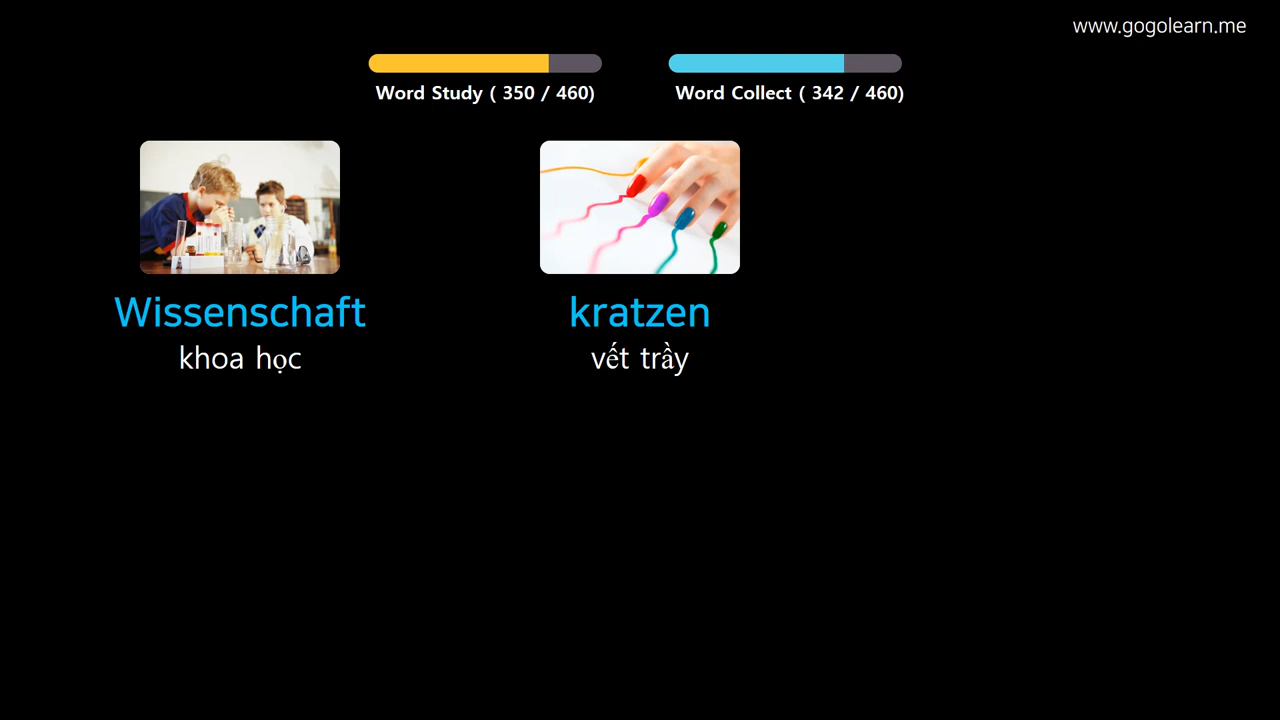 www.gogolearn.me
Word Study ( 350 / 460)
Word Collect ( 342 / 460)
Wissenschaft
khoa học
kratzen
vết trầy